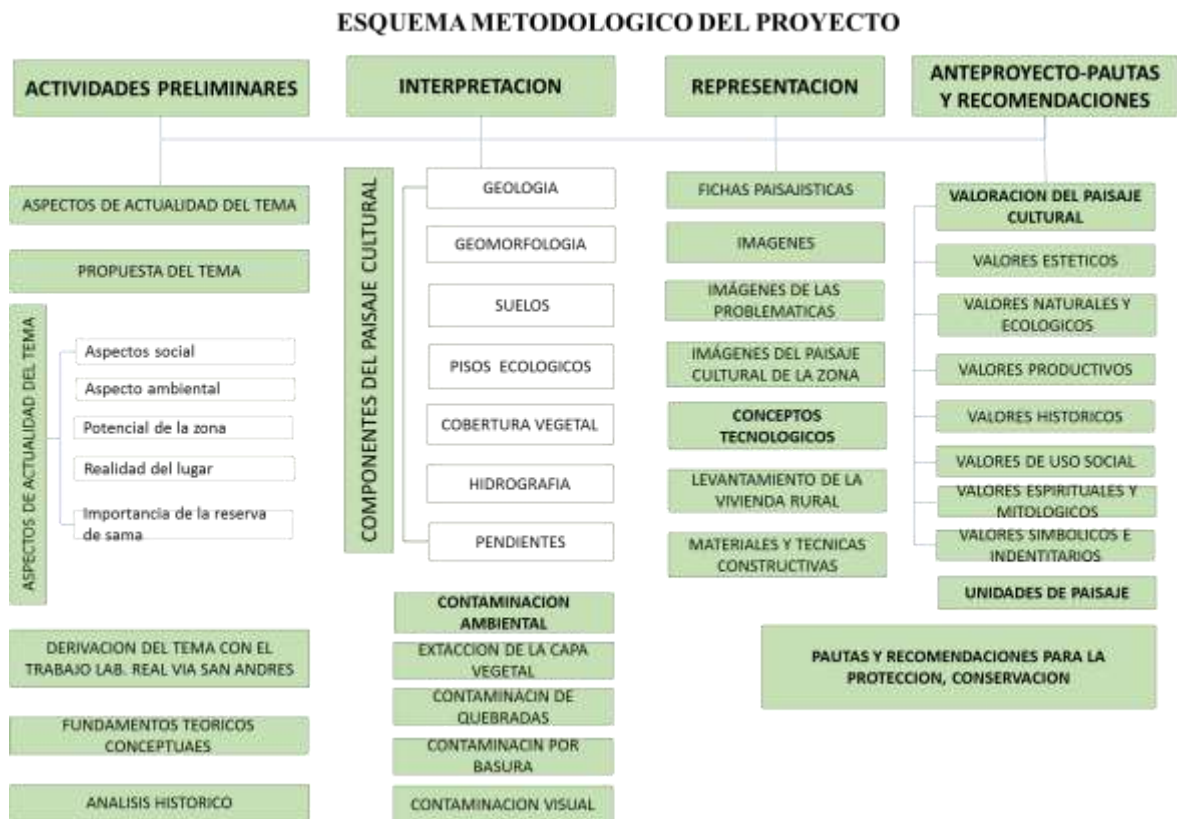 ESQUEMA METODOLOGICO DEL PROYECTO
ACTIVIDADES PRELIMINARES
ASPECTOS DE ACTUALIDAD DEL TEMA
PROPUESTA DEL TEMA
ASPECTOS DE ACTUALIDAD DEL TEMA
Aspectos social
Aspecto ambiental
Potencial de la zona
Realidad del lugar
Importancia de la reserva
de sama
DERIVACION DEL TEMA CON EL
TRABAJO LAB. REAL VIA SAN ANDRES
FUNDAMENTOS TEORICOS
CONCEPTUAES
ANALISIS HISTORICO
INTERPRETACION
COMPONENTES DEL PAISAJE CULTURAL
GEOLOGIA
GEOMORFOLOGIA
SUELOS
PISOS ECOLOGICOS
COBERTURA VEGETAL
HIDROGRAFIA
PENDIENTES
CONTAMINACION
AMBIENTAL
EXTACCION DE LA CAPA
VEGETAL
CONTAMINACIN DE
QUEBRADAS
CONTAMINACIN POR
BASURA
CONTAMINACION VISUAL
REPRESENTACION
FICHAS PAISAJISTICAS
IMAGENES
IMÁGENES DE LAS
PROBLEMATICAS
IMÁGENES DEL PAISAJE
CULTURAL DE LA ZONA
CONCEPTOS
TECNOLOGICOS
LEVANTAMIENTO DE LA
VIVIENDA RURAL
MATERIALES Y TECNICAS
CONSTRUCTIVAS
ANTEPROYECTO-PAUTAS
Y RECOMENDACIONES
VALORACION DEL PAISAJE
CULTURAL
VALORES ESTETICOS
VALORES NATURALES Y
ECOLOGICOS
VALORES PRODUCTIVOS
VALORES HISTORICOS
VALORES DE USO SOCIAL
VALORES ESPIRITUALES Y
MITOLOGICOS
VALORES SIMBOLICOS E
INDENTITARIOS
UNIDADES DE PAISAJE
PAUTAS Y RECOMENDACIONES PARA LA
PROTECCION, CONSERVACION